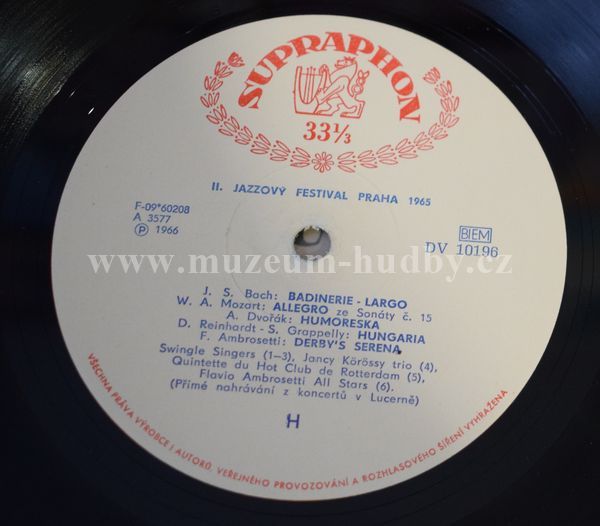 SUPRAPHON
33⅓
II. JAZZOVÝ FESTIVAL PRAHA 1965
F-09*60208
A 3577
Ⓟ 1966
BIEM
DV 10196
www.muzeum-hudby.cz
J. S. Bach: BADINERIE - LARGO
W. A. Mozart: ALLEGRO ze Sonáty č. 15
A. Dvořák: HUMORESKA
D. Reinhardt - S. Grappelly: HUNGARIA
F. Ambrosetti: DERBY'S SERENA
Swingle Singers (1–3), Jancy Körössy trio (4),
Quintette du Hot Club de Rotterdam (5),
Flavio Ambrosetti All Stars (6).
(Přímé nahrávání z koncertů v Lucerně)
H
VŠECHNA PRÁVA VÝROBCE I AUTORŮ, VEŘEJNÉHO PROVOZOVÁNÍ A ROZHLASOVÉHO ŠÍŘENÍ VYHRAŽENA